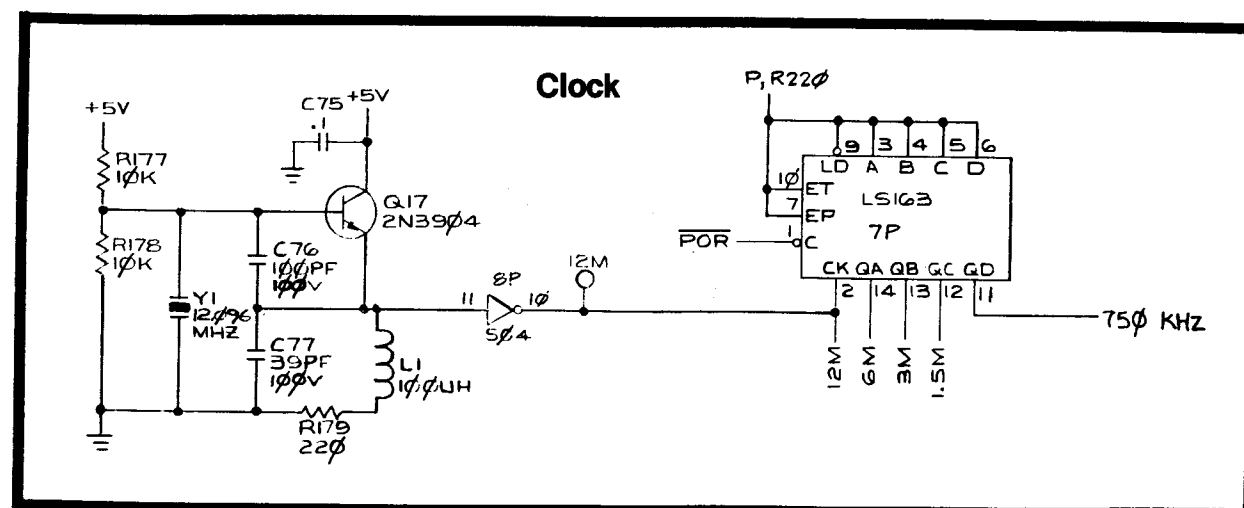 Clock
+5V
R177
1ØK
R178
1ØK
Y1
12.Ø96
MHZ
C75
.1
+5V
Q17
2N39Ø4
C76
1ØØPF
1ØØV
C77
39PF
1ØØV
L1
1ØØUH
R179
22Ø
8P
11
1Ø
SØ4
12M
P, R22Ø
9
3
4
5
6
LD
A
B
C
D
1Ø
ET
7
EP
LS163
7P
POR
1
C
CK
QA
QB
QC
QD
2
14
13
12
11
12M
6M
3M
1.5M
75Ø KHZ